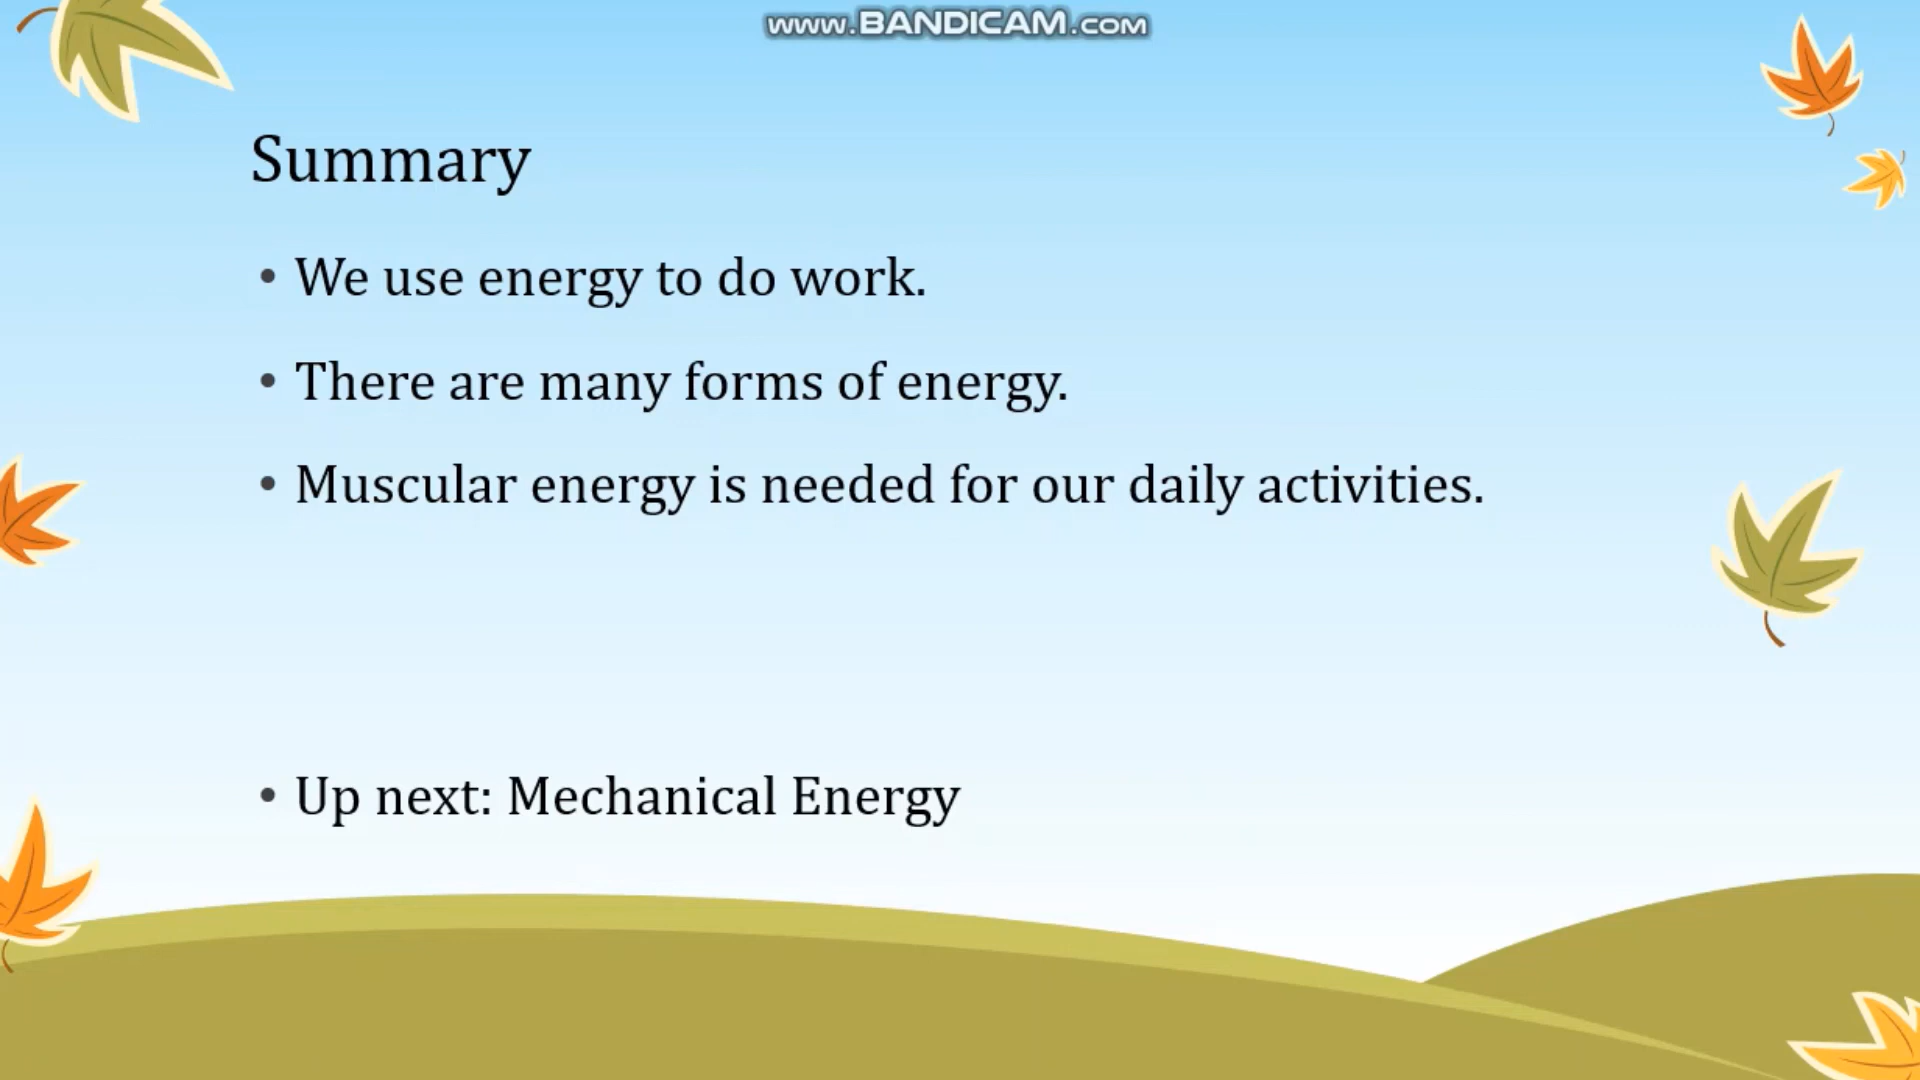 www.BANDICAM.com
Summary
• We use energy to do work.
• There are many forms of energy.
• Muscular energy is needed for our daily activities.
• Up next: Mechanical Energy